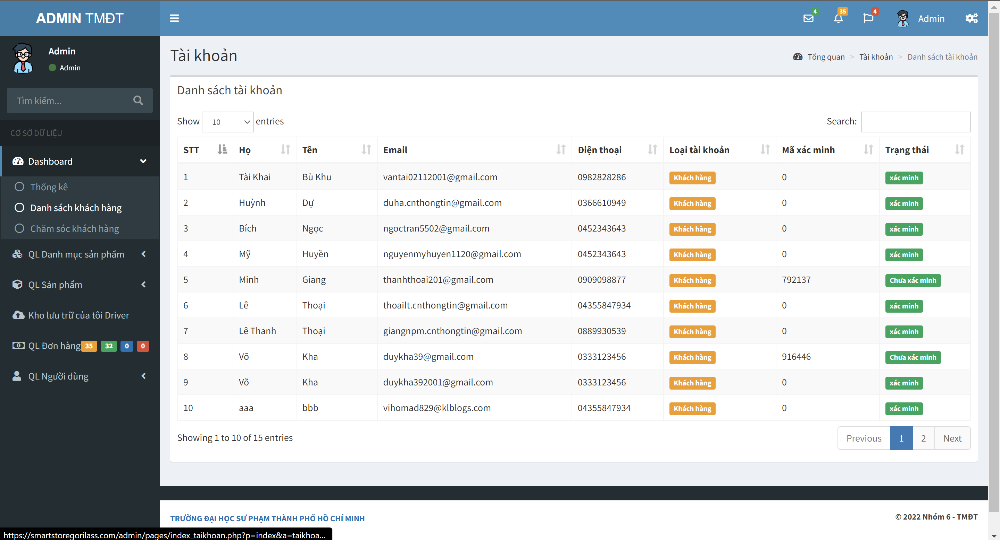 ADMIN TMĐT
4 35 4 Admin
Admin
Admin
Tìm kiếm...
CƠ SỞ DỮ LIỆU
Dashboard
Thống kê
Danh sách khách hàng
Chăm sóc khách hàng
QL Danh mục sản phẩm
QL Sản phẩm
Kho lưu trữ của tôi Driver
QL Đơn hàng 35 32 0 0
QL Người dùng
Tài khoản
Tổng quan > Tài khoản > Danh sách tài khoản
Danh sách tài khoản
Show 10 entries Search:
STT Họ Tên Email Điện thoại Loại tài khoản Mã xác minh Trạng thái
1 Tài Khai Bù Khu vantai02112001@gmail.com 0982828286 Khách hàng 0 xác minh
2 Huỳnh Dự duha.cnthongtin@gmail.com 0366610949 Khách hàng 0 xác minh
3 Bích Ngọc ngoctran5502@gmail.com 0452343643 Khách hàng 0 xác minh
4 Mỹ Huyền nguyenmyhuyen1120@gmail.com 0452343643 Khách hàng 0 xác minh
5 Minh Giang thanhthoai201@gmail.com 0909098877 Khách hàng 792137 Chưa xác minh
6 Lê Thoại thoailt.cnthongtin@gmail.com 04355847934 Khách hàng 0 xác minh
7 Lê Thanh Thoại giangnpm.cnthongtin@gmail.com 0889930539 Khách hàng 0 xác minh
8 Võ Kha duykha39@gmail.com 0333123456 Khách hàng 916446 Chưa xác minh
9 Võ Kha duykha392001@gmail.com 0333123456 Khách hàng 0 xác minh
10 aaa bbb vihomad829@klblogs.com 04355847934 Khách hàng 0 xác minh
Showing 1 to 10 of 15 entries
Previous 1 2 Next
TRƯỜNG ĐẠI HỌC SƯ PHẠM THÀNH PHỐ HỒ CHÍ MINH
© 2022 Nhóm 6 - TMĐT
https://smartstoregorilass.com/admin/pages/index_taikhoan.php?p=index&a=taikhoa...